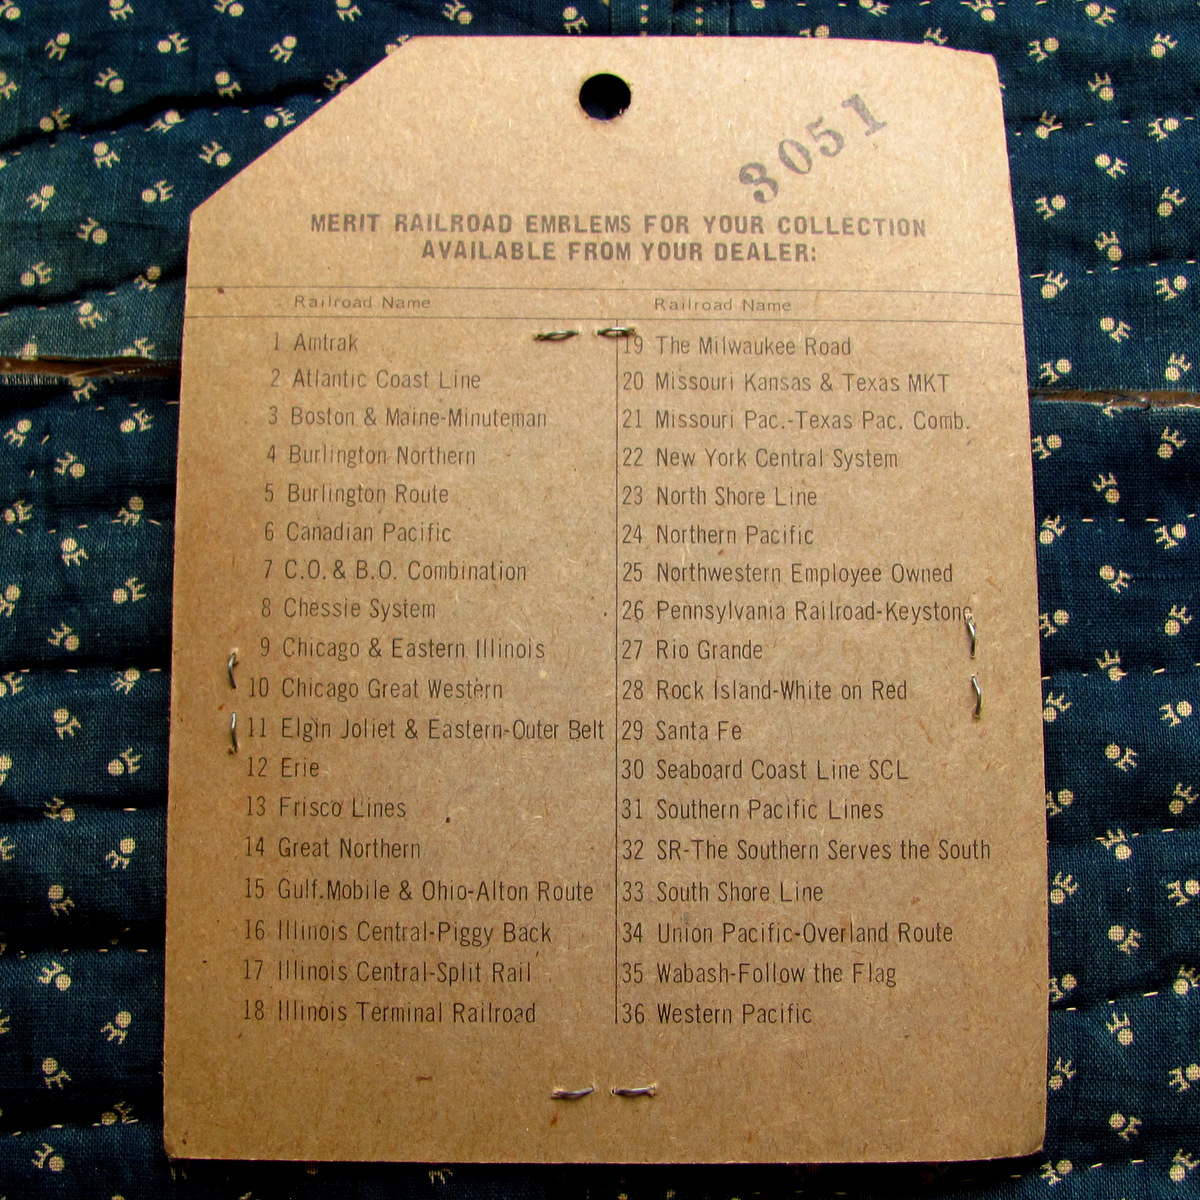 3051
MERIT RAILROAD EMBLEMS FOR YOUR COLLECTION
AVAILABLE FROM YOUR DEALER:
Railroad Name
1 Amtrak
2 Atlantic Coast Line
3 Boston & Maine-Minuteman
4 Burlington Northern
5 Burlington Route
6 Canadian Pacific
7 C.O. & B.O. Combination
8 Chessie System
9 Chicago & Eastern Illinois
10 Chicago Great Western
11 Elgin Joliet & Eastern-Outer Belt
12 Erie
13 Frisco Lines
14 Great Northern
15 Gulf.Mobile & Ohio-Alton Route
16 Illinois Central-Piggy Back
17 Illinois Central-Split Rail
18 Illinois Terminal Railroad
Railroad Name
19 The Milwaukee Road
20 Missouri Kansas & Texas MKT
21 Missouri Pac.-Texas Pac. Comb.
22 New York Central System
23 North Shore Line
24 Northern Pacific
25 Northwestern Employee Owned
26 Pennsylvania Railroad-Keystone
27 Rio Grande
28 Rock Island-White on Red
29 Santa Fe
30 Seaboard Coast Line SCL
31 Southern Pacific Lines
32 SR-The Southern Serves the South
33 South Shore Line
34 Union Pacific-Overland Route
35 Wabash-Follow the Flag
36 Western Pacific